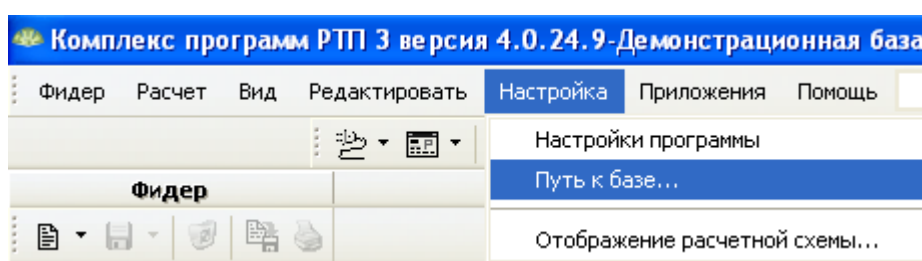 Комплекс программ РТП 3 версия 4.0.24.9-Демонстрационная база
Фидер Расчет Вид Редактировать Настройка Приложения Помощь
Настройки программы
Путь к базе...
Фидер
Отображение расчетной схемы...